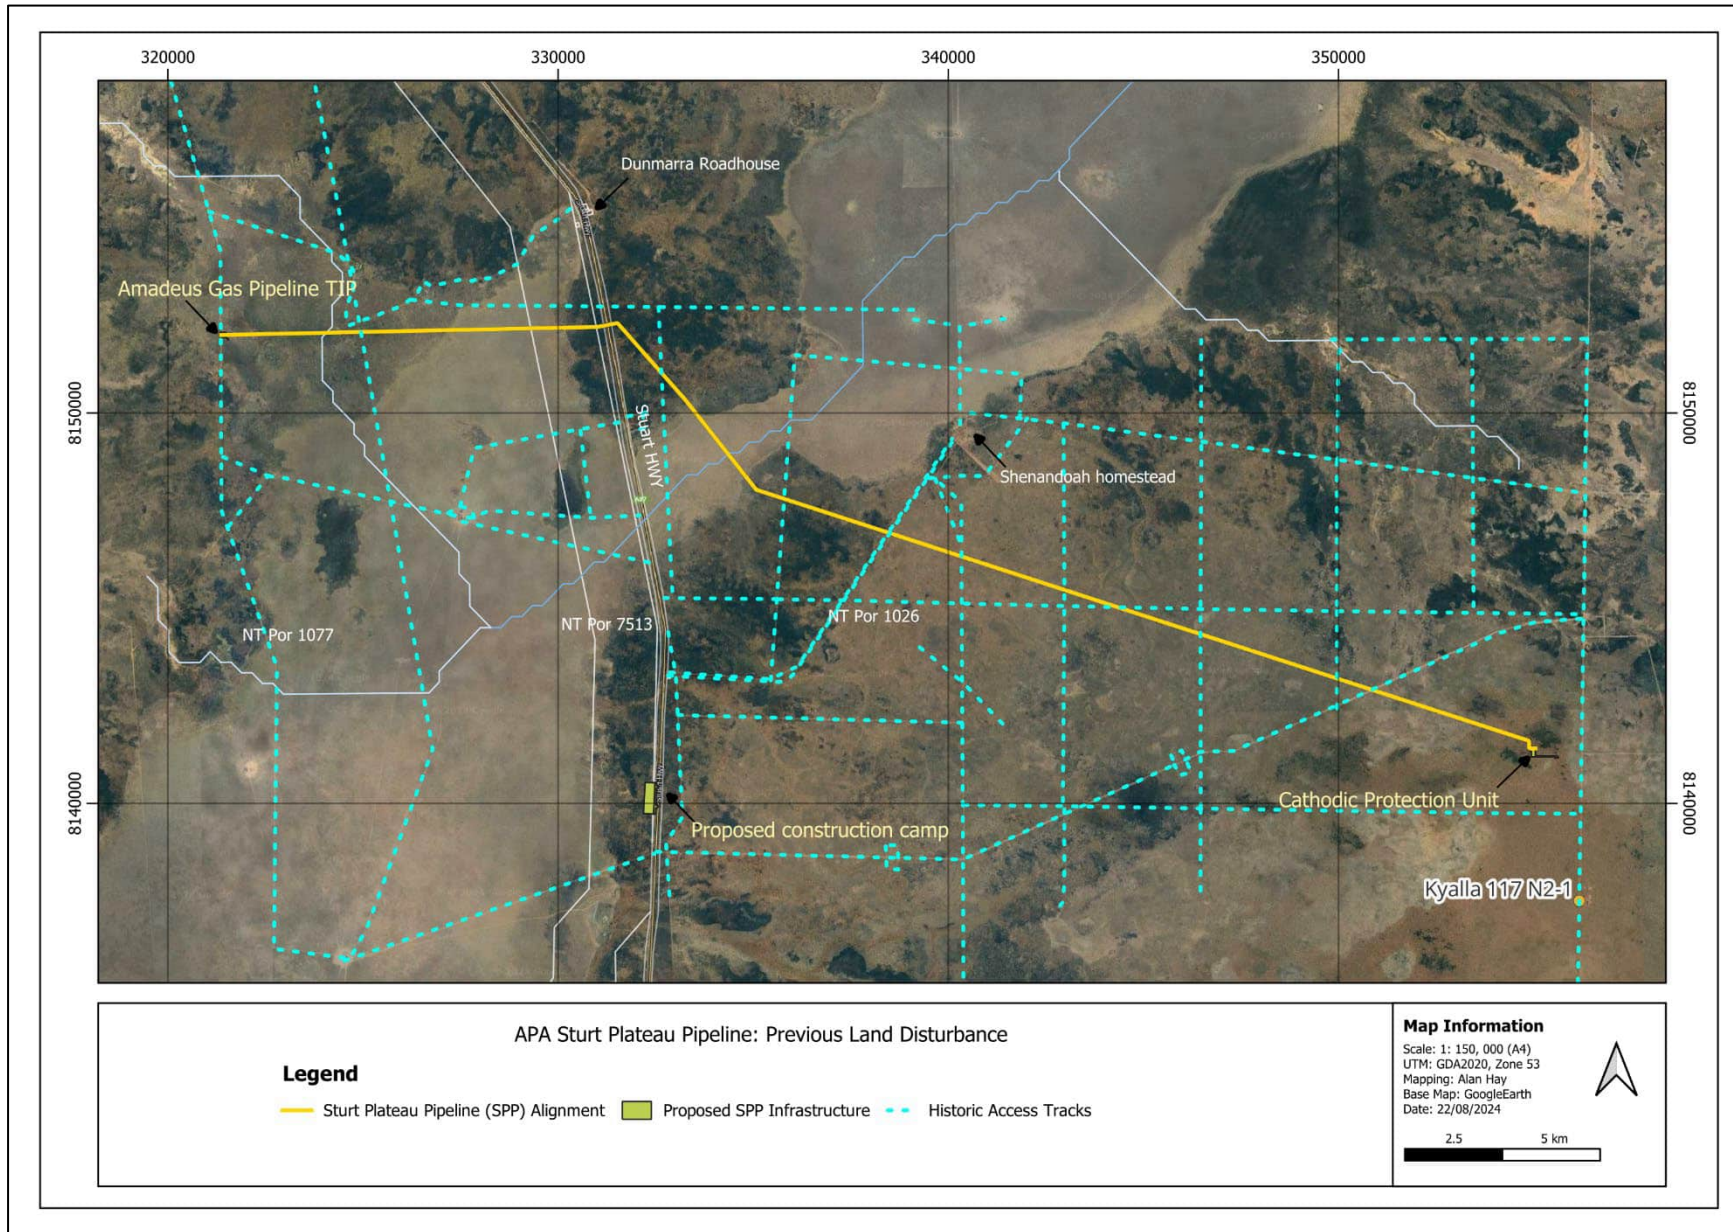 320000
330000
340000
350000
Dunmarra Roadhouse
Amadeus Gas Pipeline TIP
8150000
8150000
Stuart HWY
Shenandoah homestead
NT Por 1077
NT Por 7513
NT Por 1026
8140000
8140000
Cathodic Protection Unit
Proposed construction camp
Kyalla 117 N2-1
APA Sturt Plateau Pipeline: Previous Land Disturbance
Legend
Sturt Plateau Pipeline (SPP) Alignment
Proposed SPP Infrastructure
Historic Access Tracks
Map Information
Scale: 1: 150, 000 (A4)
UTM: GDA2020, Zone 53
Mapping: Alan Hay
Base Map: GoogleEarth
Date: 22/08/2024
2.5 5 km